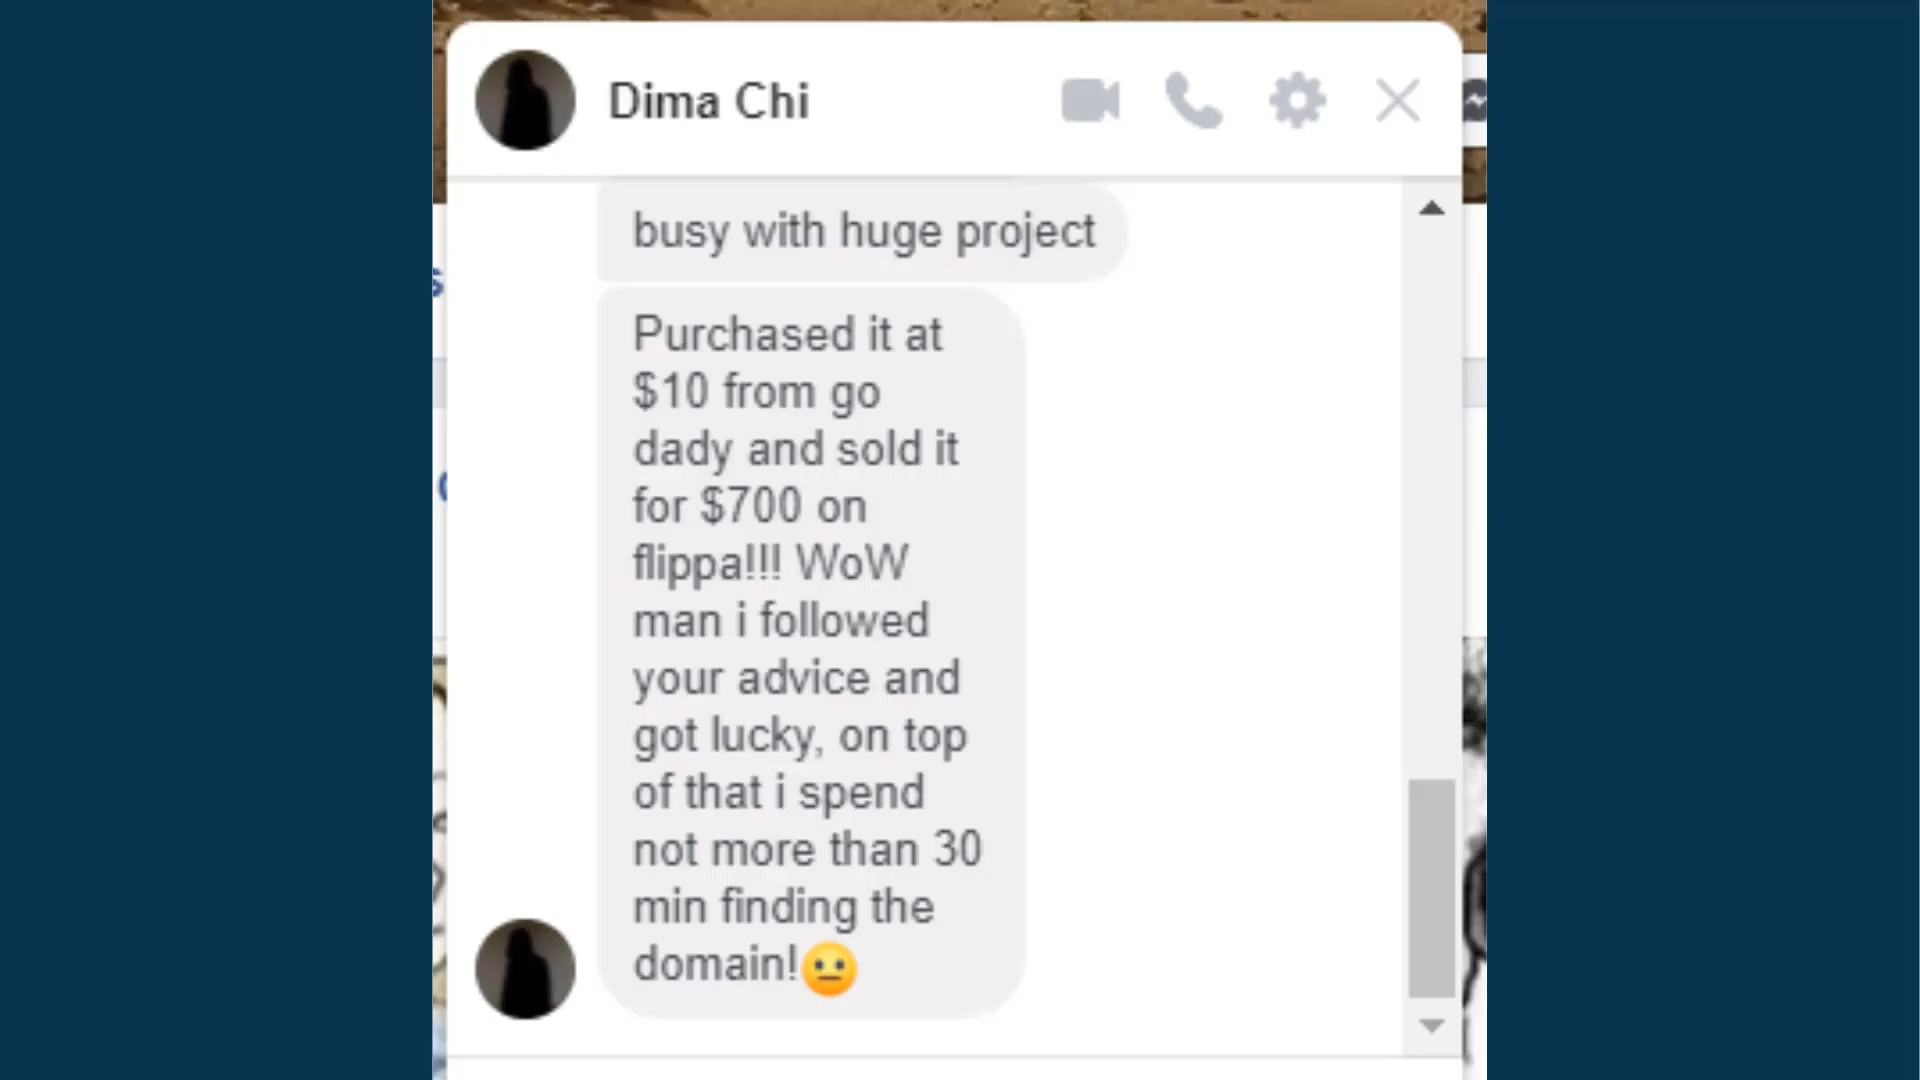 Dima Chi
busy with huge project
Purchased it at
$10 from go
dady and sold it
for $700 on
flippa!!! WoW
man i followed
your advice and
got lucky, on top
of that i spend
not more than 30
min finding the
domain!😐